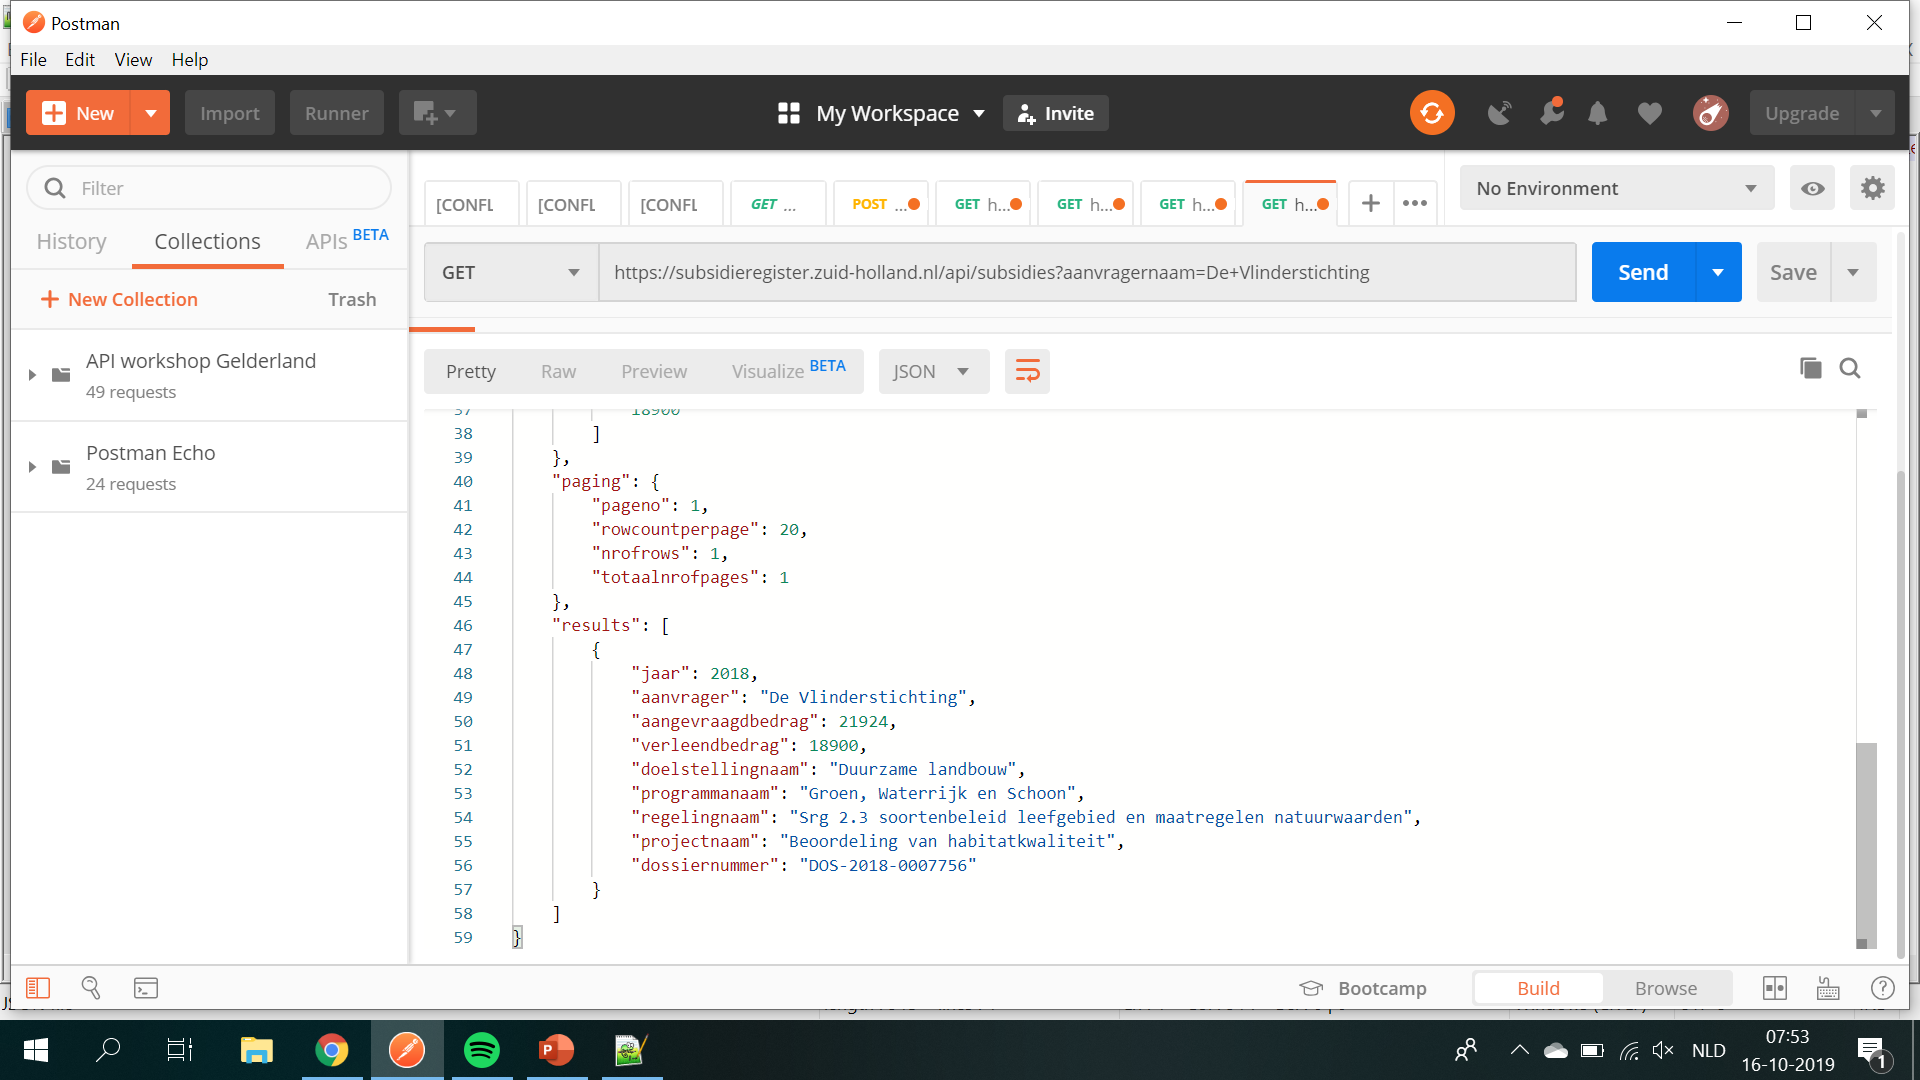 Postman
File Edit View Help
New Import Runner My Workspace Invite Upgrade
Filter
History Collections APIs BETA
New Collection Trash
API workshop Gelderland
49 requests
Postman Echo
24 requests
[CONFL [CONFL [CONFL GET ... POST ... GET h... GET h... GET h... GET h... + •••
No Environment
GET https://subsidieregister.zuid-holland.nl/api/subsidies?aanvragernaam=De+Vlinderstichting Send Save
Pretty Raw Preview Visualize BETA JSON
37 18900
38 ]
39 },
40 "paging": {
41 "pageno": 1,
42 "rowcountperpage": 20,
43 "nrofrows": 1,
44 "totaalnrofpages": 1
45 },
46 "results": [
47 {
48 "jaar": 2018,
49 "aanvrager": "De Vlinderstichting",
50 "aangevraagdbedrag": 21924,
51 "verleendbedrag": 18900,
52 "doelstellingnaam": "Duurzame landbouw",
53 "programmanaam": "Groen, Waterrijk en Schoon",
54 "regelingnaam": "Srg 2.3 soortenbeleid leefgebied en maatregelen natuurwaarden",
55 "projectnaam": "Beoordeling van habitatkwaliteit",
56 "dossiernummer": "DOS-2018-0007756"
57 }
58 ]
59 }
Bootcamp Build Browse
NLD
07:53
16-10-2019
1